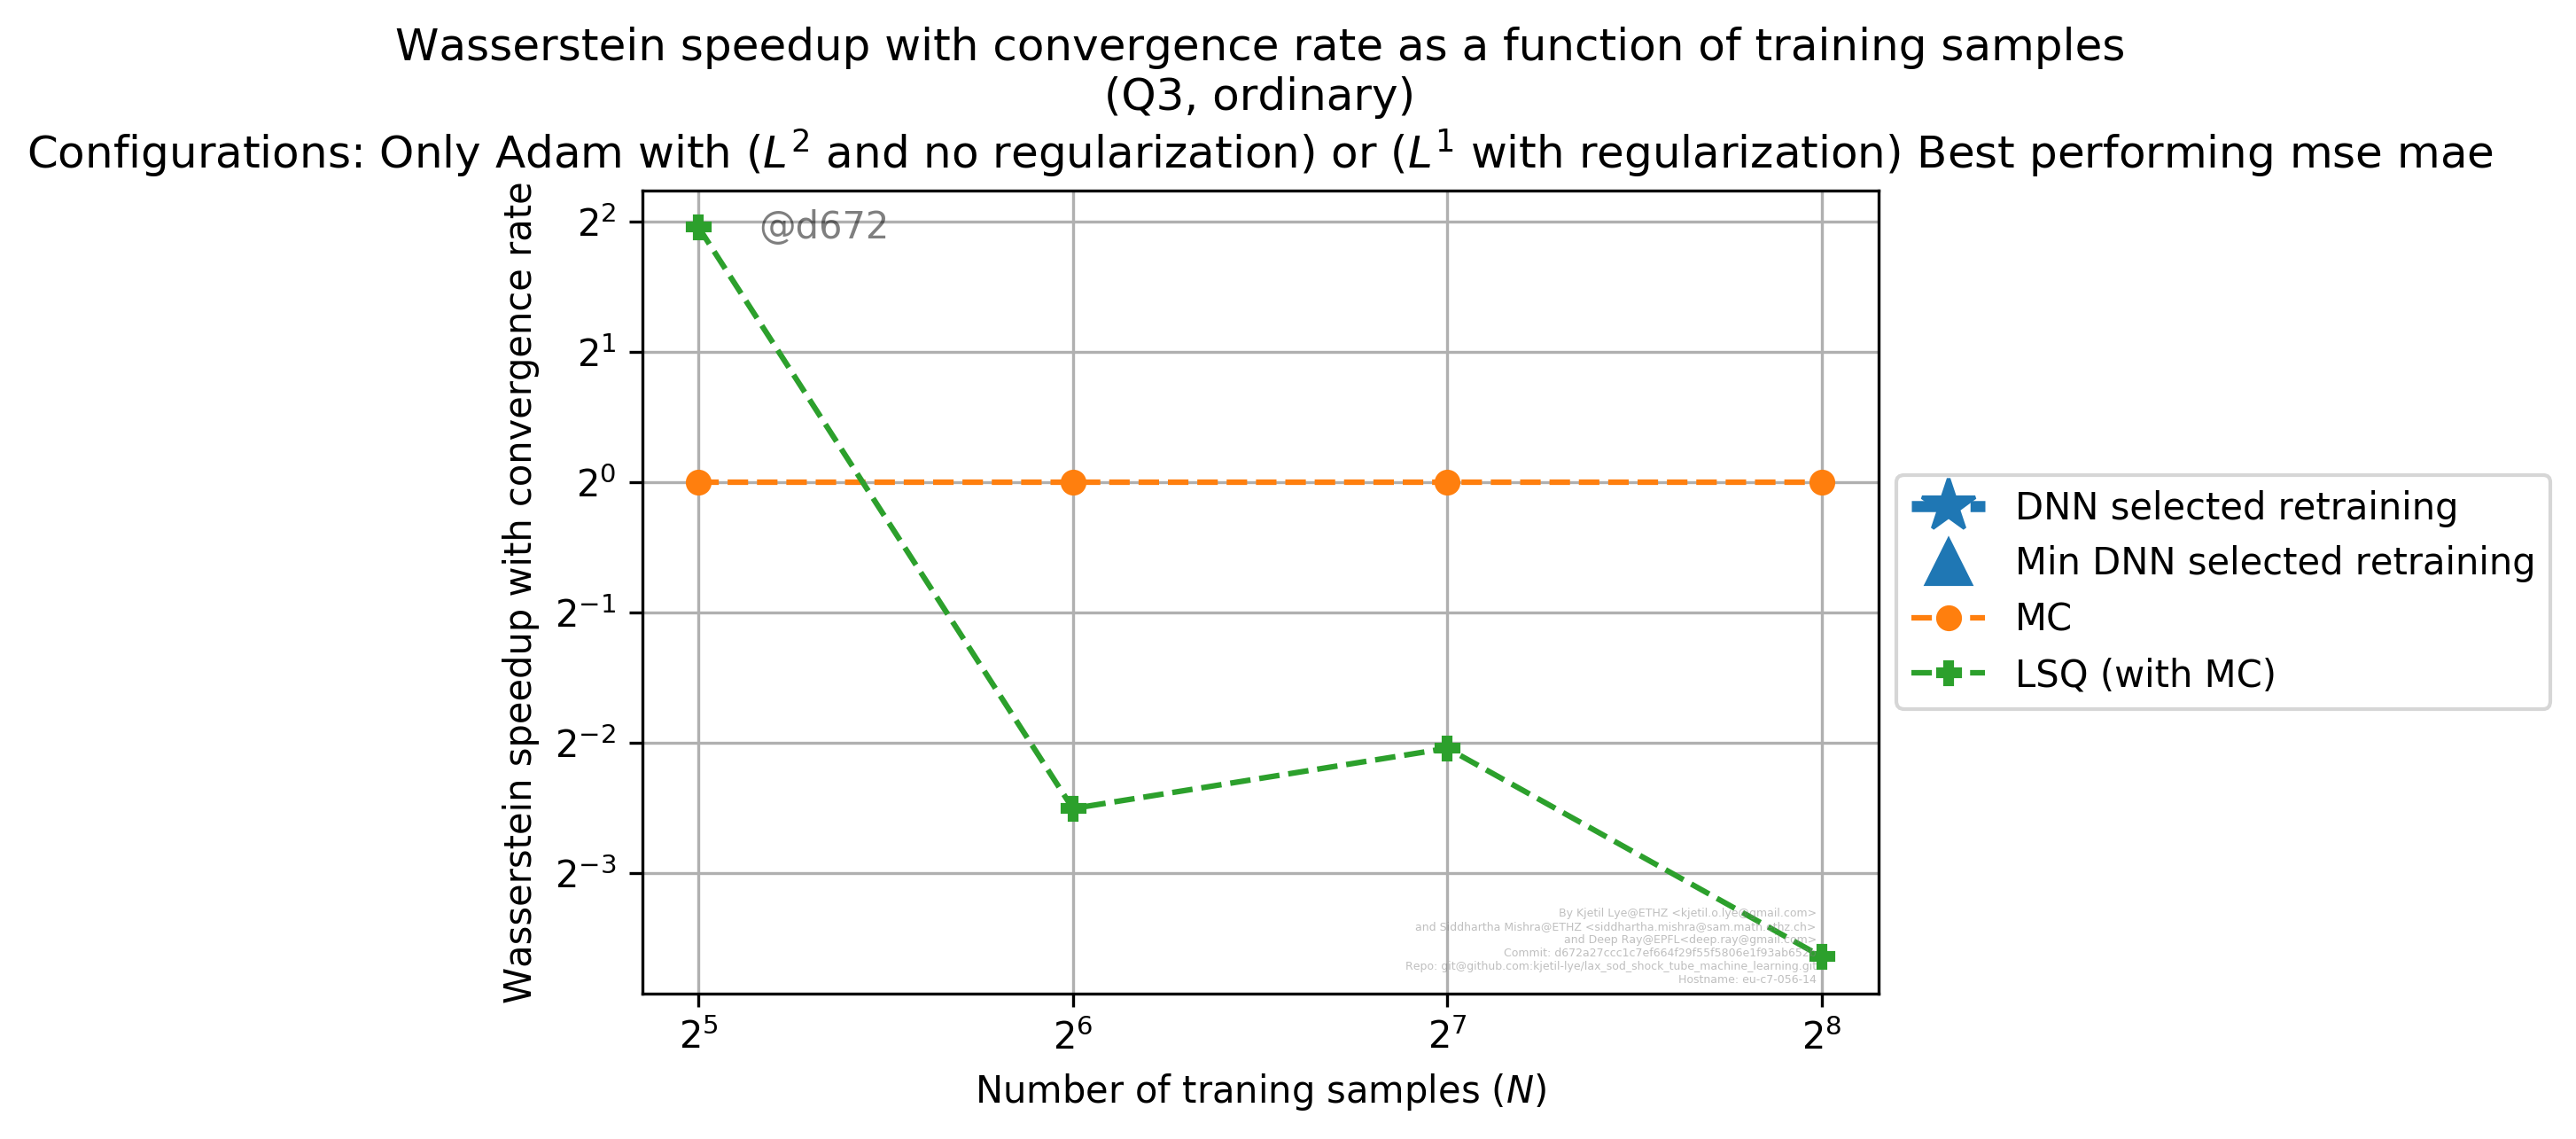 Wasserstein speedup with convergence rate as a function of training samples
(Q3, ordinary)
Configurations: Only Adam with (L² and no regularization) or (L¹ with regularization) Best performing mse mae
Wasserstein speedup with convergence rate
2²
2¹
2⁰
2⁻¹
2⁻²
2⁻³
@d672
DNN selected retraining
Min DNN selected retraining
MC
LSQ (with MC)
By Kjetil Lye@ETHZ <kjetil.o.lye@gmail.com>
and Siddhartha Mishra@ETHZ <siddhartha.mishra@sam.math.ethz.ch>
and Deep Ray@EPFL<deep.ray@gmail.com>
Commit:
Repo: git@github.com:kjetil-lye/lax_sod_shock_tube_machine_learning.git
Hostname: eu-c7-056-14
2⁵
2⁶
2⁷
2⁸
Number of traning samples (N)